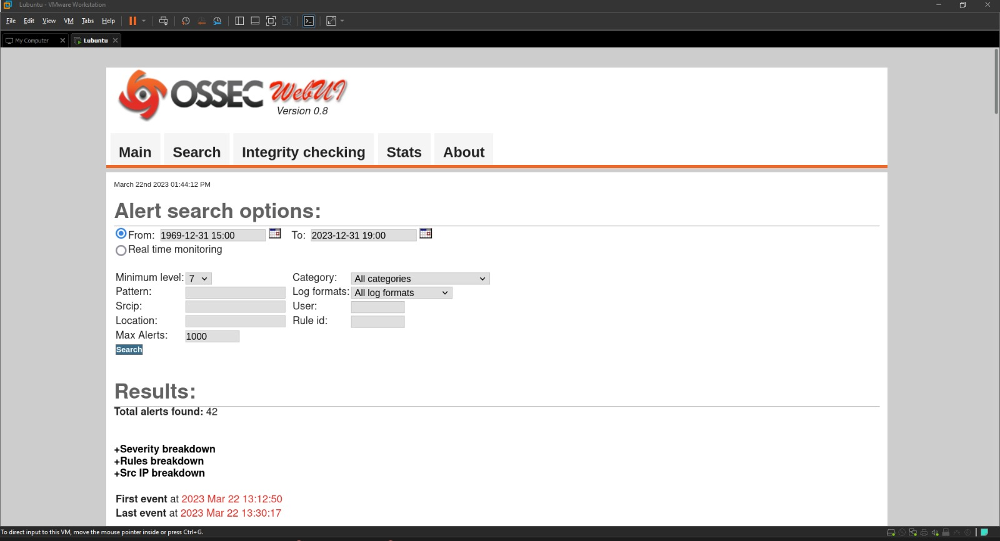 Lubuntu - VMware Workstation
File Edit View VM Tabs Help
My Computer Lubuntu
OSSEC WebUI
Version 0.8
Main Search Integrity checking Stats About
March 22nd 2023 01:44:12 PM
Alert search options:
From: 1969-12-31 15:00 To: 2023-12-31 19:00
Real time monitoring
Minimum level: 7 Category: All categories
Pattern: Log formats: All log formats
Srcip: User:
Location: Rule id:
Max Alerts: 1000
Search
Results:
Total alerts found: 42
+Severity breakdown
+Rules breakdown
+Src IP breakdown
First event at 2023 Mar 22 13:12:50
Last event at 2023 Mar 22 13:30:17
To direct input to this VM, move the mouse pointer inside or press Ctrl+G.